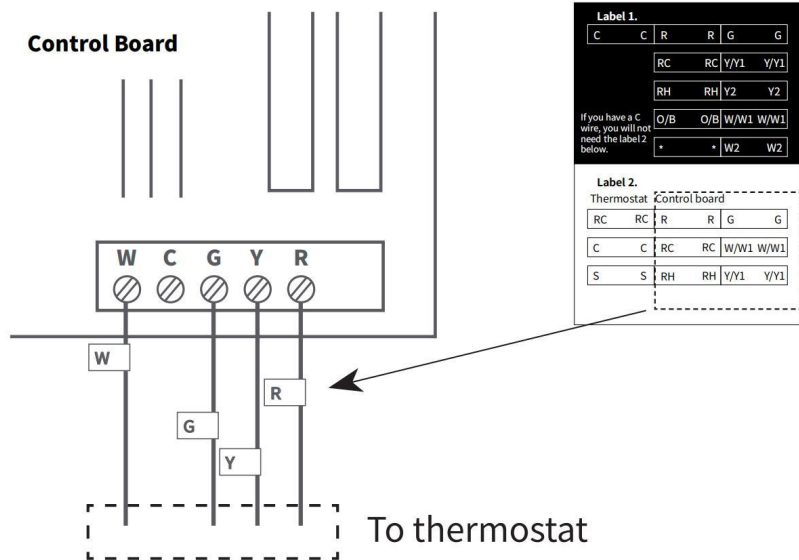 Control Board
W C G Y R
W
R
G
Y
To thermostat
Label 1.
C C R R G G
RC RC Y/Y1 Y/Y1
RH RH Y2 Y2
If you have a C
wire, you will not
need the label 2
below.
O/B O/B W/W1 W/W1
* * W2 W2
Label 2.
Thermostat Control board
RC RC R R G G
C C RC RC W/W1 W/W1
S S RH RH Y/Y1 Y/Y1